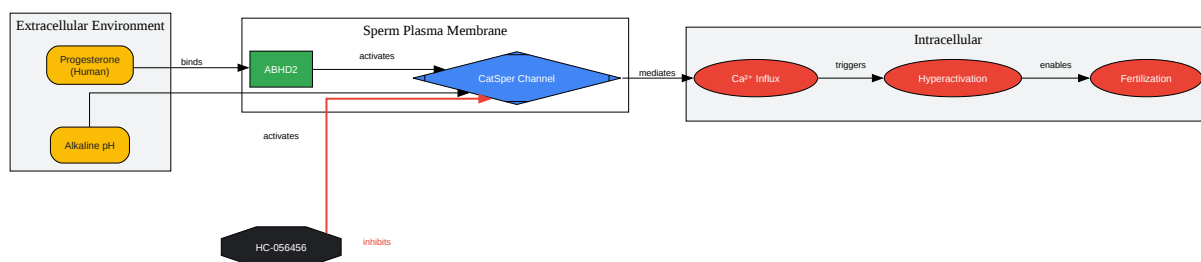 Extracellular Environment
Progesterone
(Human)
Alkaline pH
binds
Sperm Plasma Membrane
ABHD2
activates
CatSper Channel
activates
mediates
Intracellular
Ca²⁺ Influx
triggers
Hyperactivation
enables
Fertilization
HC-056456
inhibits